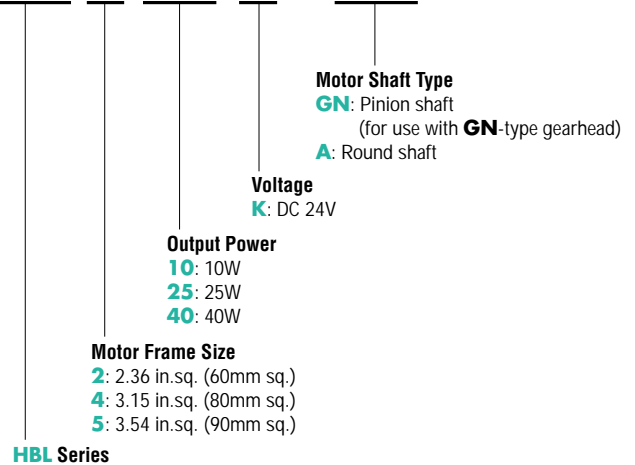 Motor Shaft Type
GN: Pinion shaft
(for use with GN-type gearhead)
A: Round shaft
Voltage
K: DC 24V
Output Power
10: 10W
25: 25W
40: 40W
Motor Frame Size
2: 2.36 in.sq. (60mm sq.)
4: 3.15 in.sq. (80mm sq.)
5: 3.54 in.sq. (90mm sq.)
HBL Series